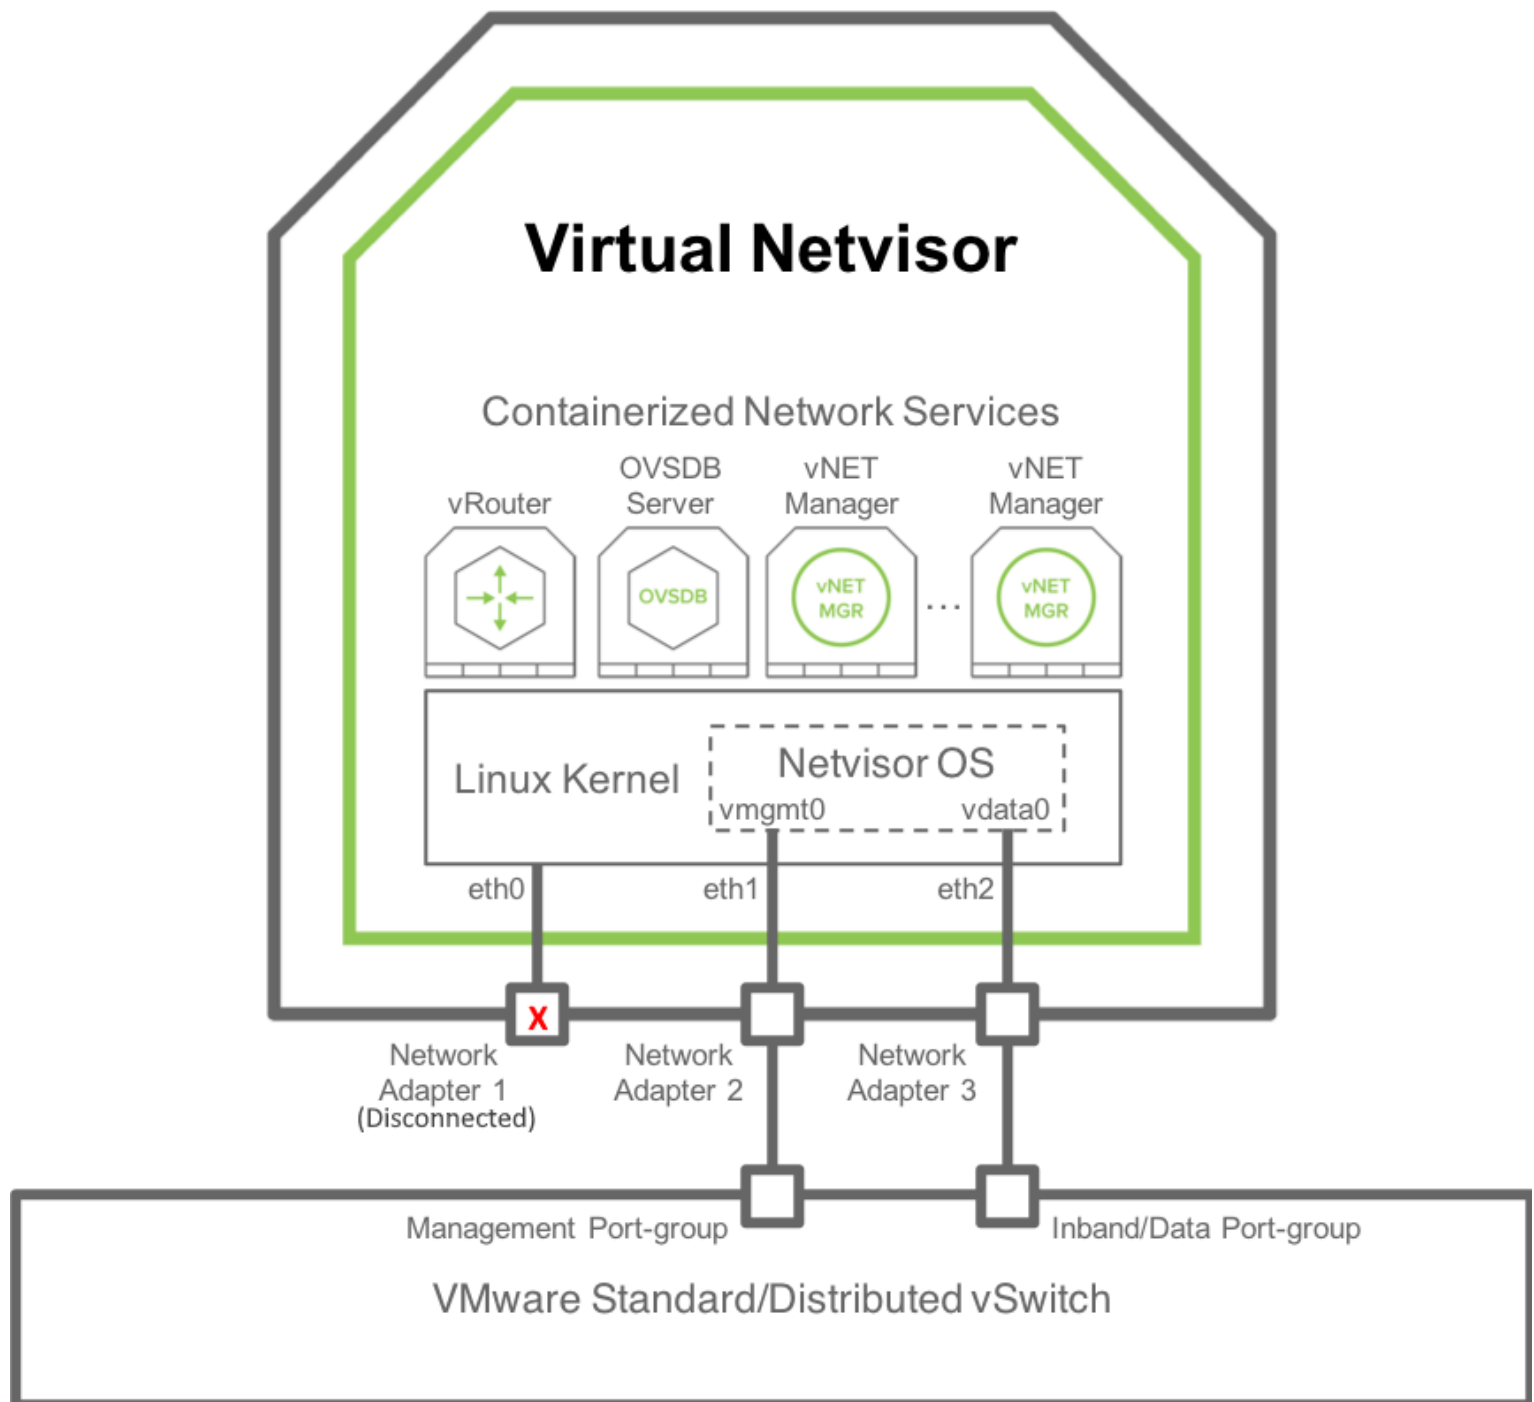 Virtual Netvisor
Containerized Network Services
vRouter
OVSDB
Server
vNET
Manager
vNET
Manager
OVSDB
vNET
MGR
...
vNET
MGR
Linux Kernel
Netvisor OS
vmgmt0
vdata0
eth0
eth1
eth2
X
Network
Adapter 1
(Disconnected)
Network
Adapter 2
Network
Adapter 3
Management Port-group
Inband/Data Port-group
VMware Standard/Distributed vSwitch